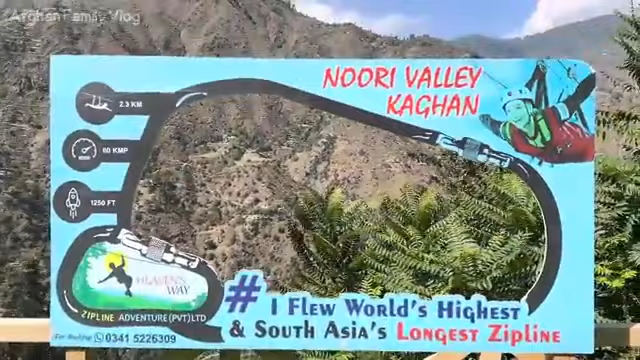 Afghan Family Vlog
NOORI VALLEY
KAGHAN
2.3 KM
60 KMP
1250 FT
HEAVEN'S
WAY
ZIPLINE ADVENTURE (PVT) LTD
For Booking: 0341 5226309
# I FLEW WORLD'S HIGHEST
& SOUTH ASIA'S LONGEST ZIPLINE